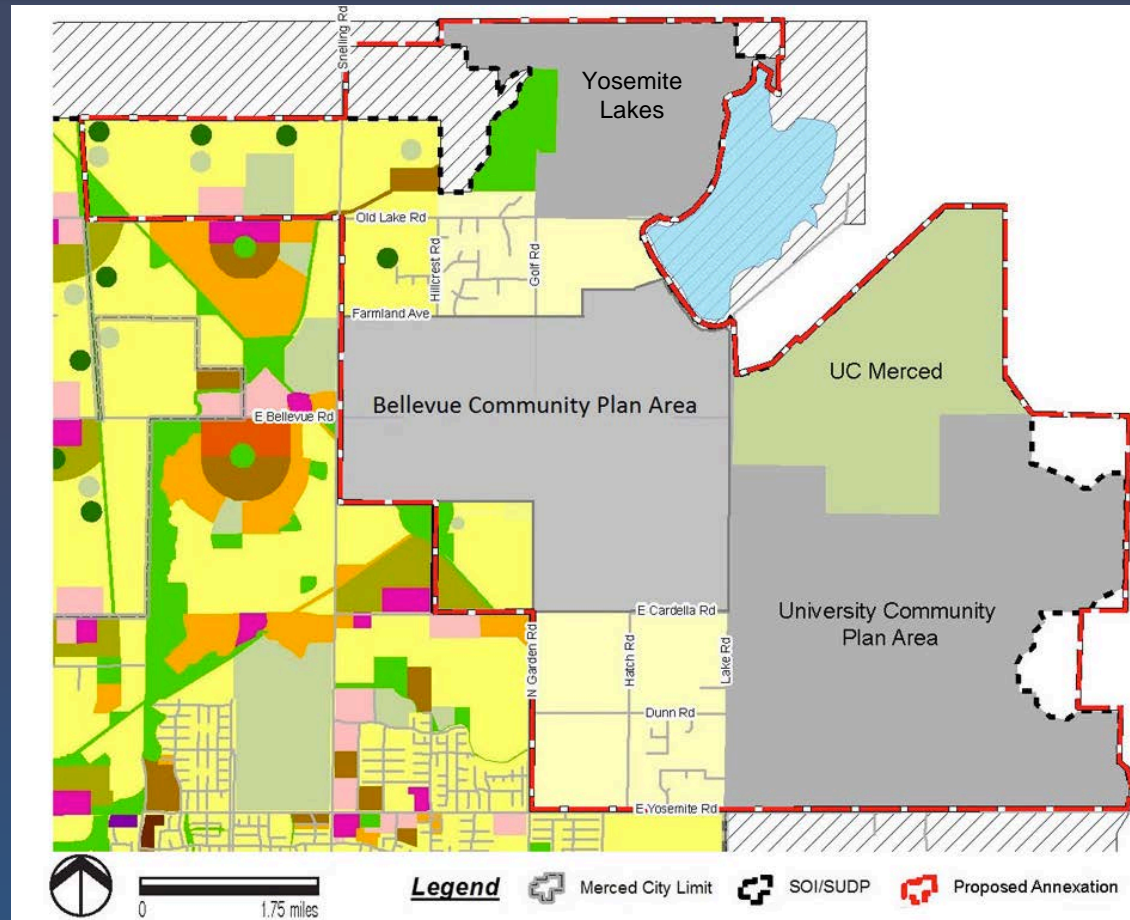 Snelling Rd
Yosemite
Lakes
Old Lake Rd
Hillcrest Rd
Golf Rd
Farmland Ave
UC Merced
Bellevue Community Plan Area
E Bellevue Rd
University Community
Plan Area
E Cardella Rd
N Garden Rd
Hatch Rd
Lake Rd
Dunn Rd
E Yosemite Rd
0 1.75 miles
Legend Merced City Limit SOI/SUDP Proposed Annexation